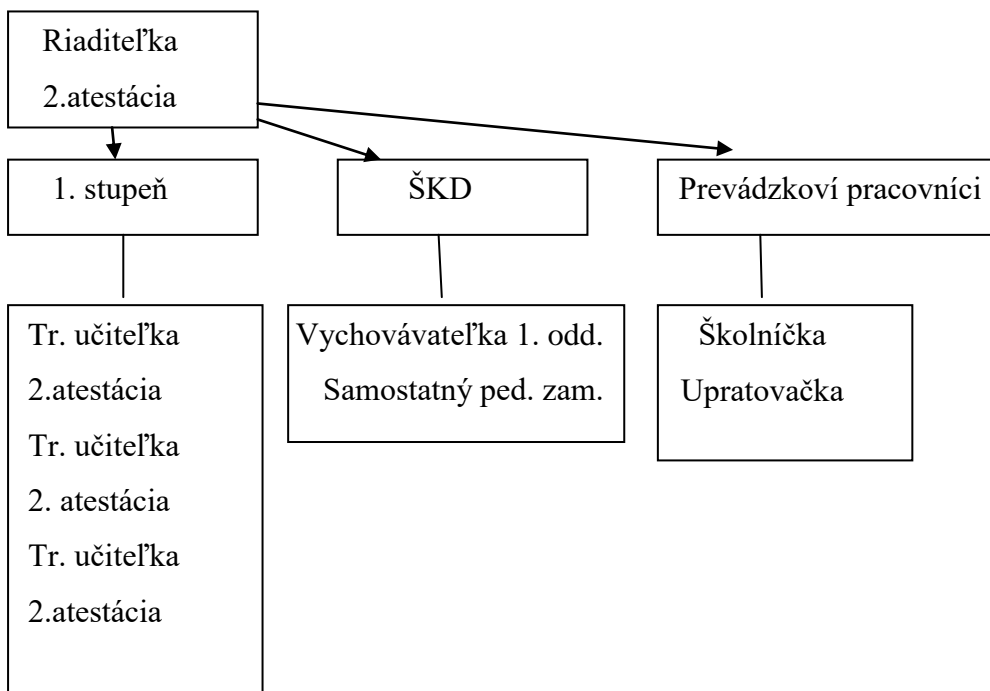 Riaditeľka
2.atestácia
1. stupeň
ŠKD
Prevádzkoví pracovníci
Tr. učiteľka
2.atestácia
Tr. učiteľka
2. atestácia
Tr. učiteľka
2.atestácia
Vychovávateľka 1. odd.
Samostatný ped. zam.
Školníčka
Upratovačka